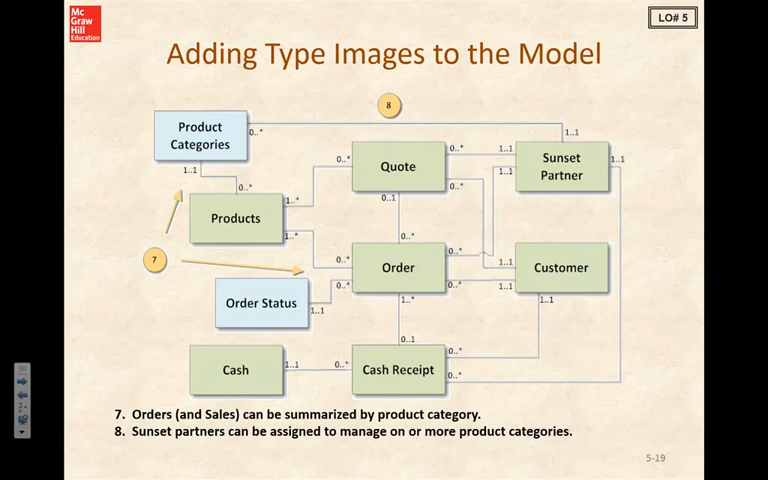 Mc
Graw
Hill
Education
LO# 5
Adding Type Images to the Model
8
Product
Categories
0..*
1..1
Sunset
Partner
1..1
1..1
1..1
Quote
0..*
0..*
0..*
0..1
1..1
0..*
Products
1..*
1..*
7
0..*
Order
0..*
0..*
0..*
0..*
1..*
Customer
1..1
1..1
1..1
Order Status
1..1
Cash
1..1
0..*
Cash Receipt
0..1
0..*
0..*
7. Orders (and Sales) can be summarized by product category.
8. Sunset partners can be assigned to manage on or more product categories.
5-19